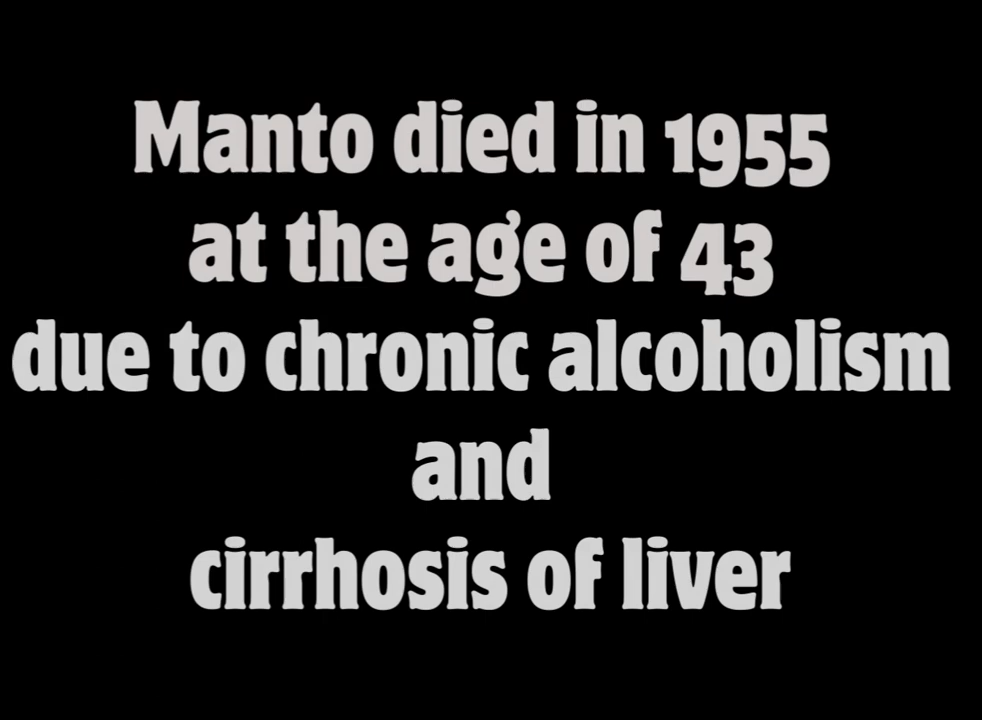 Manto died in 1955
at the age of 43
due to chronic alcoholism
and
cirrhosis of liver